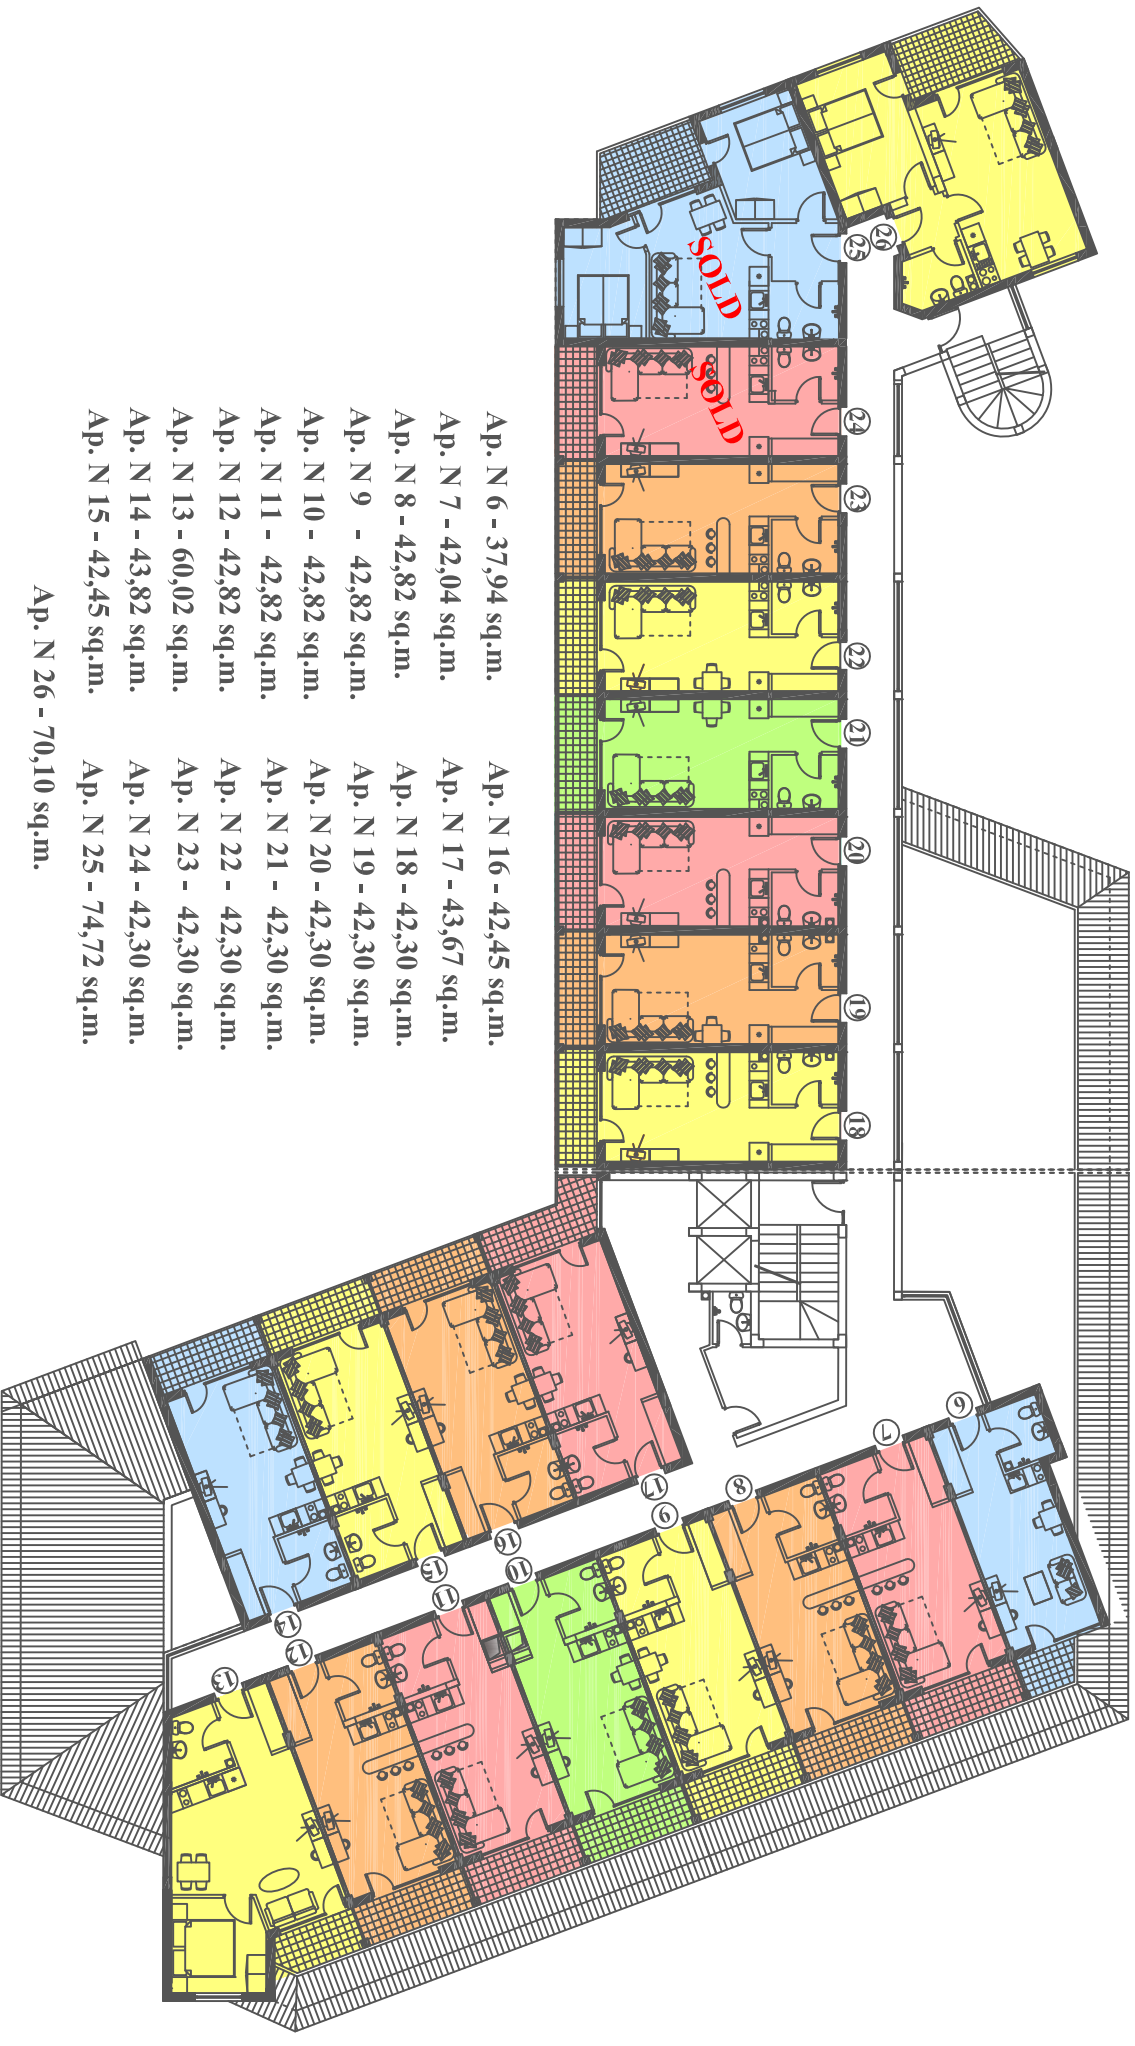 26
25
SOLD
SOLD
24
23
22
21
20
19
18
17
16
15
14
13
12
11
10
9
8
7
6
Ap. N 6 - 37,94 sq.m.
Ap. N 7 - 42,04 sq.m.
Ap. N 8 - 42,82 sq.m.
Ap. N 9 - 42,82 sq.m.
Ap. N 10 - 42,82 sq.m.
Ap. N 11 - 42,82 sq.m.
Ap. N 12 - 42,82 sq.m.
Ap. N 13 - 60,02 sq.m.
Ap. N 14 - 43,82 sq.m.
Ap. N 15 - 42,45 sq.m.
Ap. N 16 - 42,45 sq.m.
Ap. N 17 - 43,67 sq.m.
Ap. N 18 - 42,30 sq.m.
Ap. N 19 - 42,30 sq.m.
Ap. N 20 - 42,30 sq.m.
Ap. N 21 - 42,30 sq.m.
Ap. N 22 - 42,30 sq.m.
Ap. N 23 - 42,30 sq.m.
Ap. N 24 - 42,30 sq.m.
Ap. N 25 - 74,72 sq.m.
Ap. N 26 - 70,10 sq.m.